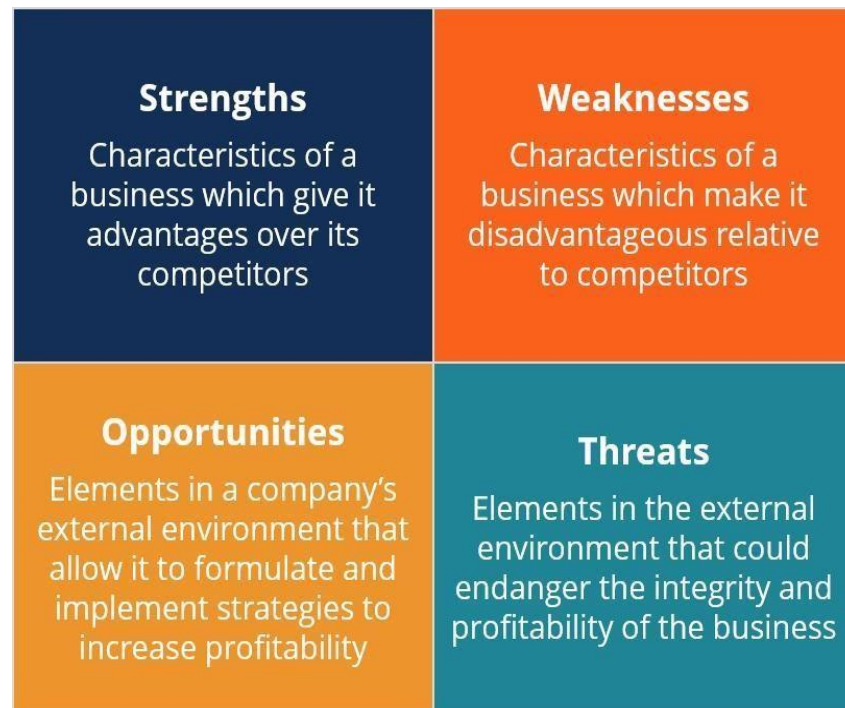 Strengths
Characteristics of a
business which give it
advantages over its
competitors
Weaknesses
Characteristics of a
business which make it
disadvantageous relative
to competitors
Opportunities
Elements in a company’s
external environment that
allow it to formulate and
implement strategies to
increase profitability
Threats
Elements in the external
environment that could
endanger the integrity and
profitability of the business